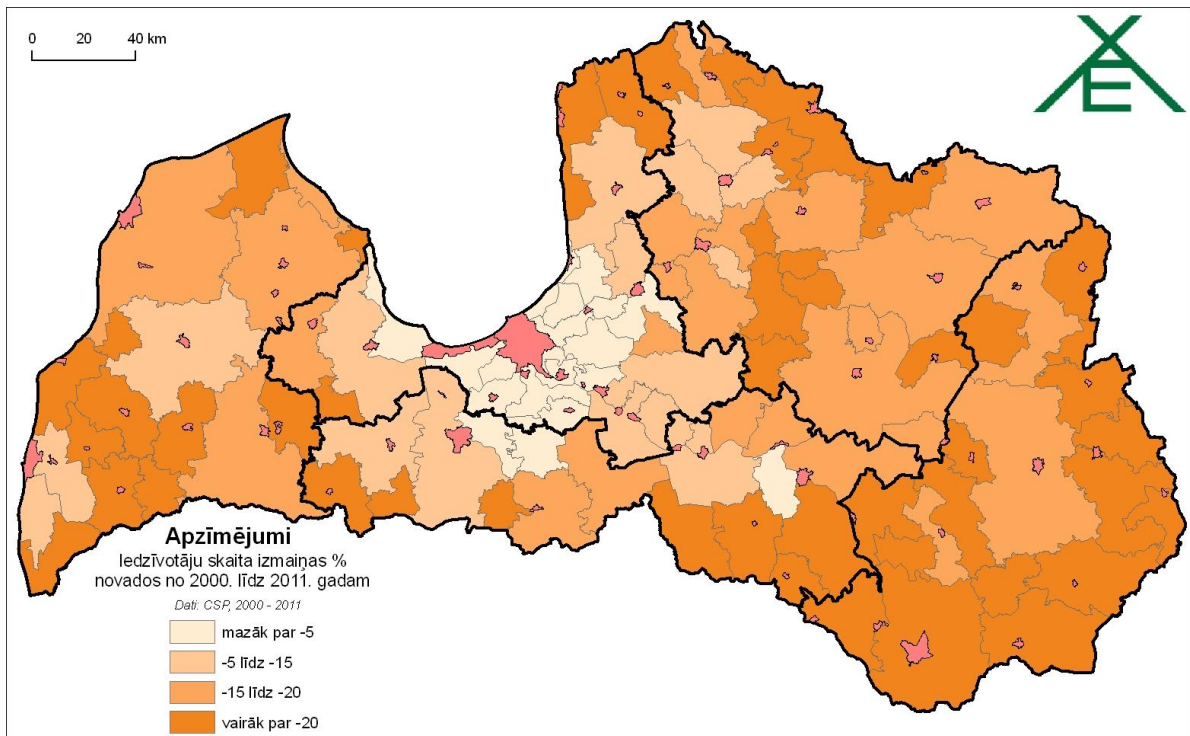 0 20 40 km
Apzīmējumi
Iedzīvotāju skaita izmaiņas %
novados no 2000. līdz 2011. gadam
Dati: CSP, 2000 - 2011
mazāk par -5
-5 līdz -15
-15 līdz -20
vairāk par -20